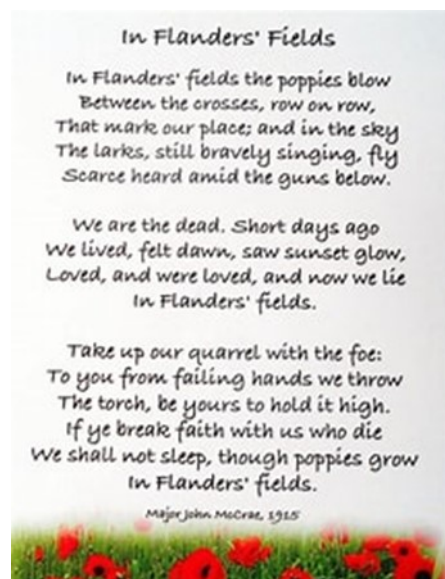 In Flanders' Fields
In Flanders' fields the poppies blow
Between the crosses, row on row,
That mark our place; and in the sky
The larks, still bravely singing, fly
Scarce heard amid the guns below.
We are the dead. Short days ago
We lived, felt dawn, saw sunset glow,
Loved, and were loved, and now we lie
In Flanders' fields.
Take up our quarrel with the foe:
To you from failing hands we throw
The torch, be yours to hold it high.
If ye break faith with us who die
We shall not sleep, though poppies grow
In Flanders' fields.
Major John McCrae, 1915